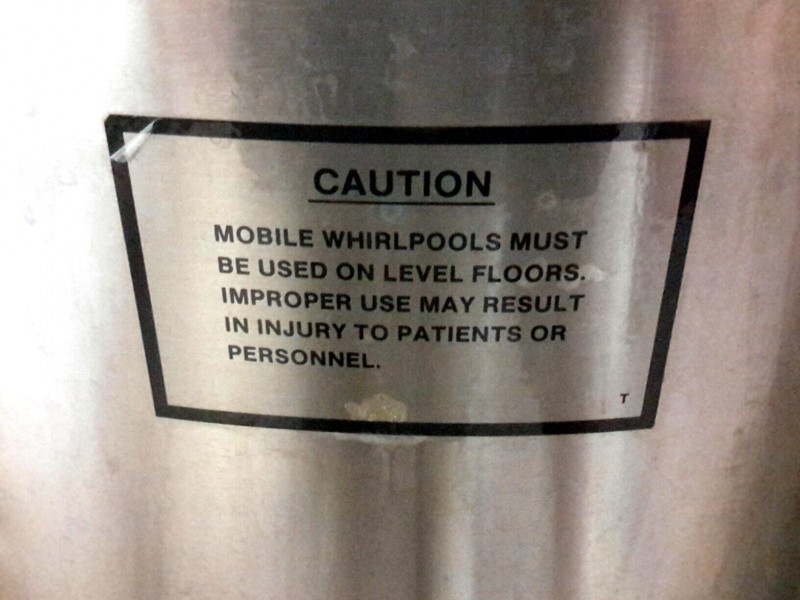 CAUTION
MOBILE WHIRLPOOLS MUST
BE USED ON LEVEL FLOORS.
IMPROPER USE MAY RESULT
IN INJURY TO PATIENTS OR
PERSONNEL.
T